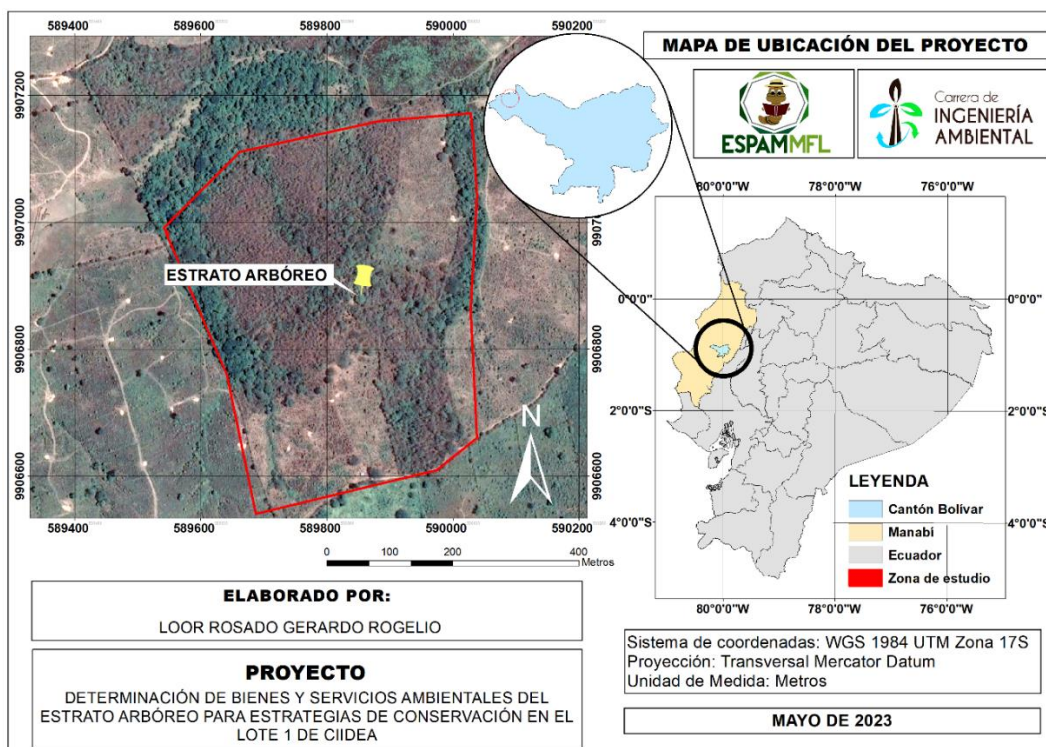 589400
589600
589800
590000
590200
9907200
9907000
9906800
9906600
ESTRATO ARBÓREO
N
589400
589600
589800
590000
590200
0
100
200
400
Metros
ELABORADO POR:
LOOR ROSADO GERARDO ROGELIO
PROYECTO
DETERMINACIÓN DE BIENES Y SERVICIOS AMBIENTALES DEL
ESTRATO ARBÓREO PARA ESTRATEGIAS DE CONSERVACIÓN EN EL
LOTE 1 DE CIIDEA
MAPA DE UBICACIÓN DEL PROYECTO
ESPAMMFL
Carrera de
INGENIERÍA
AMBIENTAL
80°0'0"W
78°0'0"W
76°0'0"W
0°0'0"
0°0'0"
2°0'0"S
2°0'0"S
4°0'0"S
4°0'0"S
LEYENDA
Cantón Bolívar
Manabí
Ecuador
Zona de estudio
80°0'0"W
78°0'0"W
76°0'0"W
Sistema de coordenadas: WGS 1984 UTM Zona 17S
Proyección: Transversal Mercator Datum
Unidad de Medida: Metros
MAYO DE 2023